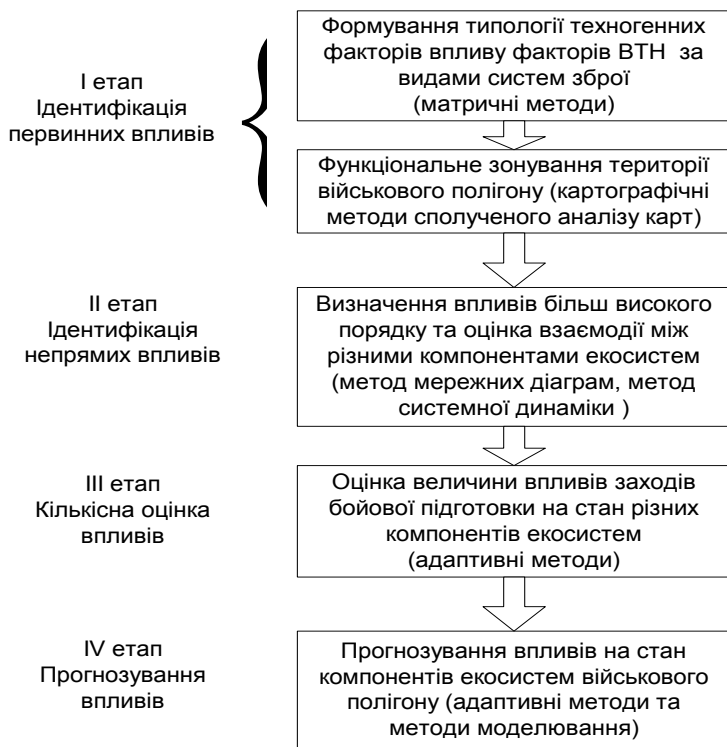 І етап
Ідентифікація
первинних впливів
Формування типології техногенних
факторів впливу факторів ВТН за
видами систем зброї
(матричні методи)
Функціональне зонування території
військового полігону (картографічні
методи сполученого аналізу карт)
ІІ етап
Ідентифікація
непрямих впливів
Визначення впливів більш високого
порядку та оцінка взаємодії між
різними компонентами екосистем
(метод мережних діаграм, метод
системної динаміки )
ІІІ етап
Кількісна оцінка
впливів
Оцінка величини впливів заходів
бойової підготовки на стан різних
компонентів екосистем
(адаптивні методи)
IV етап
Прогнозування
впливів
Прогнозування впливів на стан
компонентів екосистем військового
полігону (адаптивні методи та
методи моделювання)